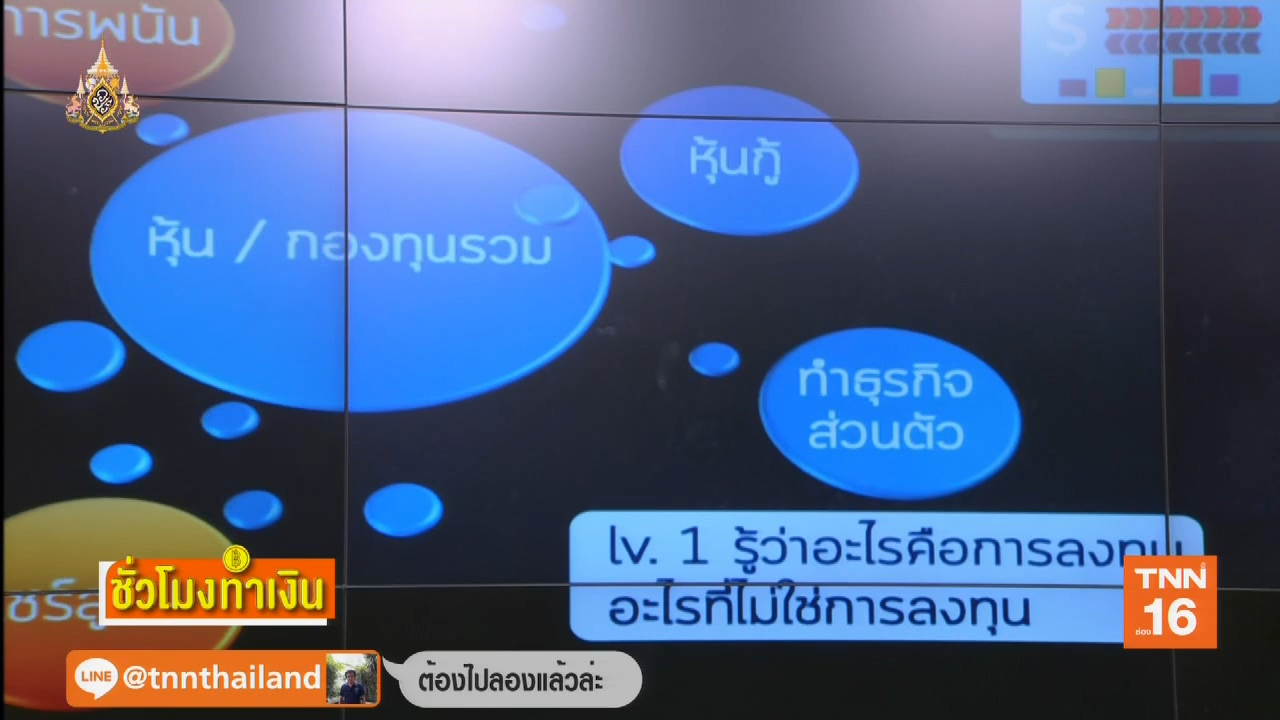 การพนัน
$
หุ้นกู้
หุ้น / กองทุนรวม
ทำธุรกิจ
ส่วนตัว
lv. 1 รู้ว่าอะไรคือการลงทุน
อะไรที่ไม่ใช่การลงทุน
ชั่วโมงทำเงิน
TNN
ช่อง 16
LINE @tnnthailand
ต้องไปลองแล้วล่ะ